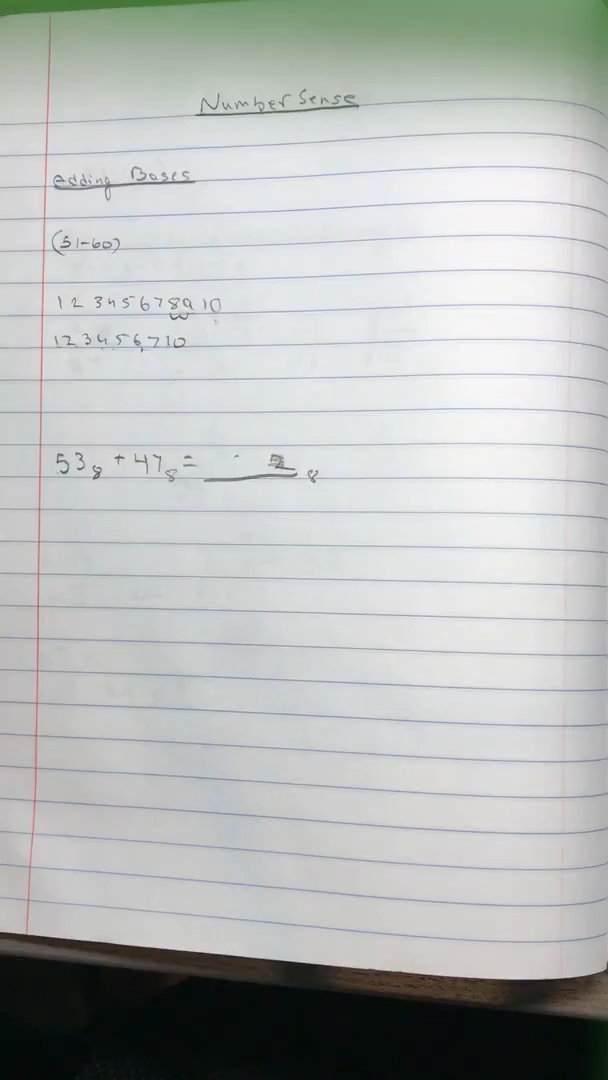 Number Sense
adding Bases
(51-60)
1 2 3 4 5 6 7 8 9 10
1 2 3 4 5 6 7 10
53₈ + 47₈ = 2 ₈